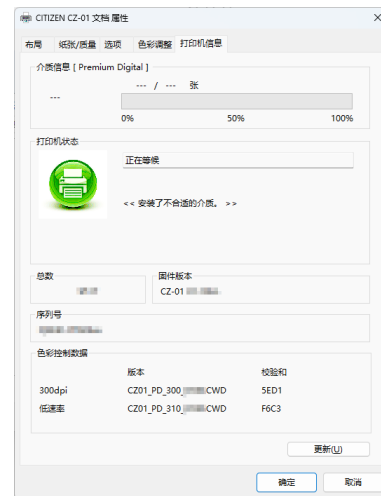 CITIZEN CZ-01 文档 属性
布局 纸张/质量 选项 色彩调整 打印机信息
介质信息 [ Premium Digital ]
--- / --- 张
---
0% 50% 100%
打印机状态
正在等候
<< 安装了不合适的介质。 >>
总数 固件版本
CZ-01
序列号
色彩控制数据
版本 校验和
300dpi CZ01_PD_300_ CWD 5ED1
低速率 CZ01_PD_310_ CWD F6C3
更新(U)
确定 取消